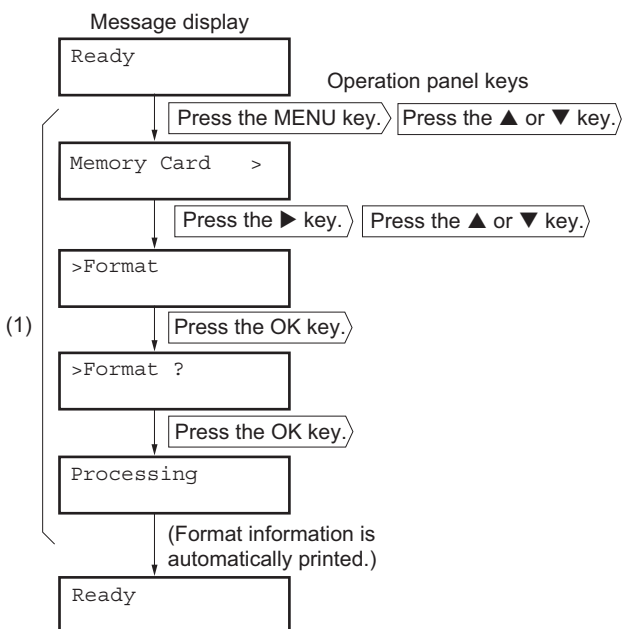 Message display
Ready
Operation panel keys
Press the MENU key. Press the ▲ or ▼ key.
Memory Card >
Press the ▶ key. Press the ▲ or ▼ key.
>Format
(1)
Press the OK key.
>Format ?
Press the OK key.
Processing
(Format information is
automatically printed.)
Ready